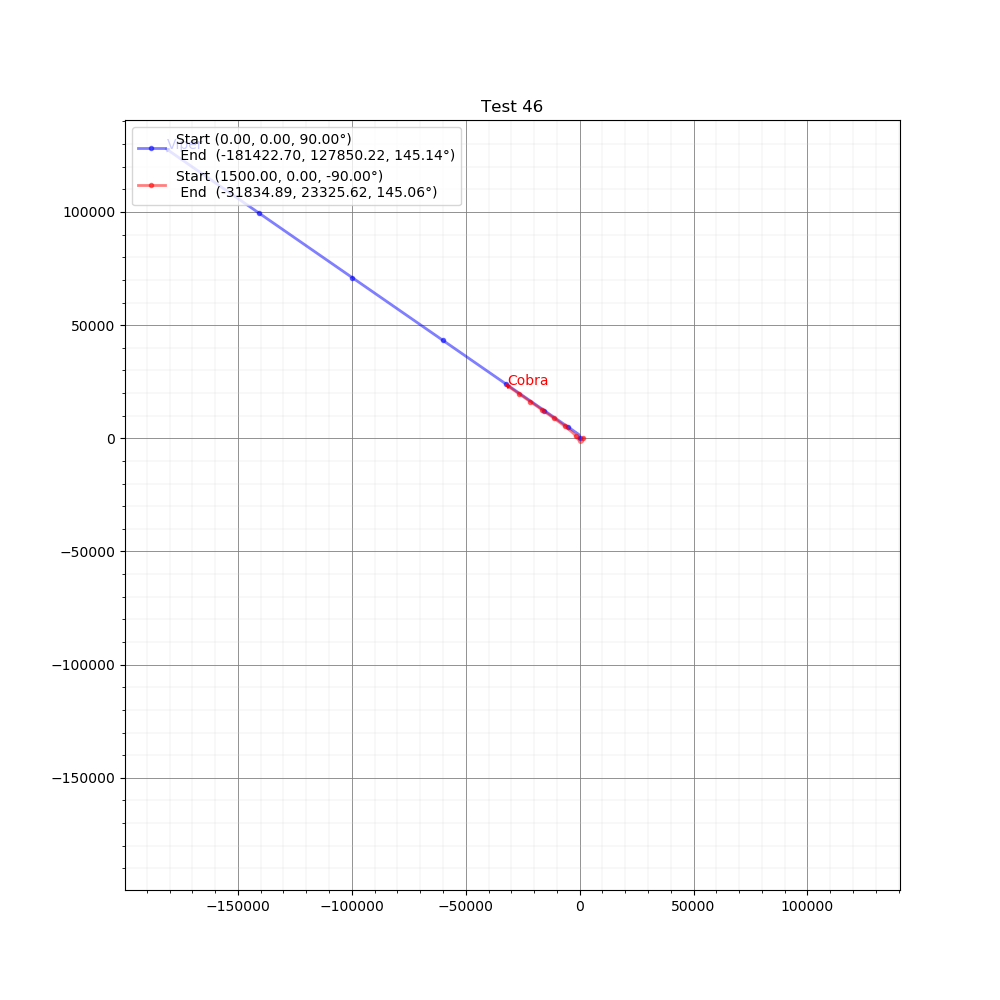 Test 46
Start (0.00, 0.00, 90.00°)
End (-181422.70, 127850.22, 145.14°)
Start (1500.00, 0.00, -90.00°)
End (-31834.89, 23325.62, 145.06°)
100000
50000
Cobra
0
−50000
−100000
−150000
−150000 −100000 −50000 0 50000 100000